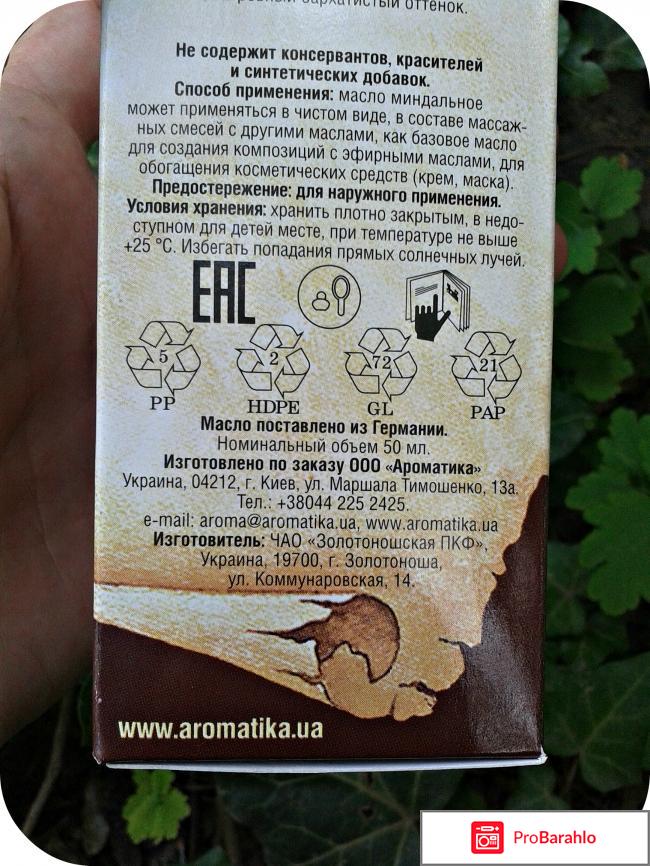 бархатистый оттенок.
Не содержит консервантов, красителей
и синтетических добавок.
Способ применения: масло миндальное
может применяться в чистом виде, в составе массаж-
ных смесей с другими маслами, как базовое масло
для создания композиций с эфирными маслами, для
обогащения косметических средств (крем, маска).
Предостережение: для наружного применения.
Условия хранения: хранить плотно закрытым, в недо-
ступном для детей месте, при температуре не выше
+25 °С. Избегать попадания прямых солнечных лучей.
ЕАС
5 2 72 21
PP HDPE GL PAP
Масло поставлено из Германии.
Номинальный объем 50 мл.
Изготовлено по заказу ООО «Ароматика»
Украина, 04212, г. Киев, ул. Маршала Тимошенко, 13а.
Тел.: +38044 225 2425.
e-mail: aroma@aromatika.ua, www.aromatika.ua
Изготовитель: ЧАО «Золотоношская ПКФ»,
Украина, 19700, г. Золотоноша,
ул. Коммунаровская, 14.
www.aromatika.ua
ProBarahlo